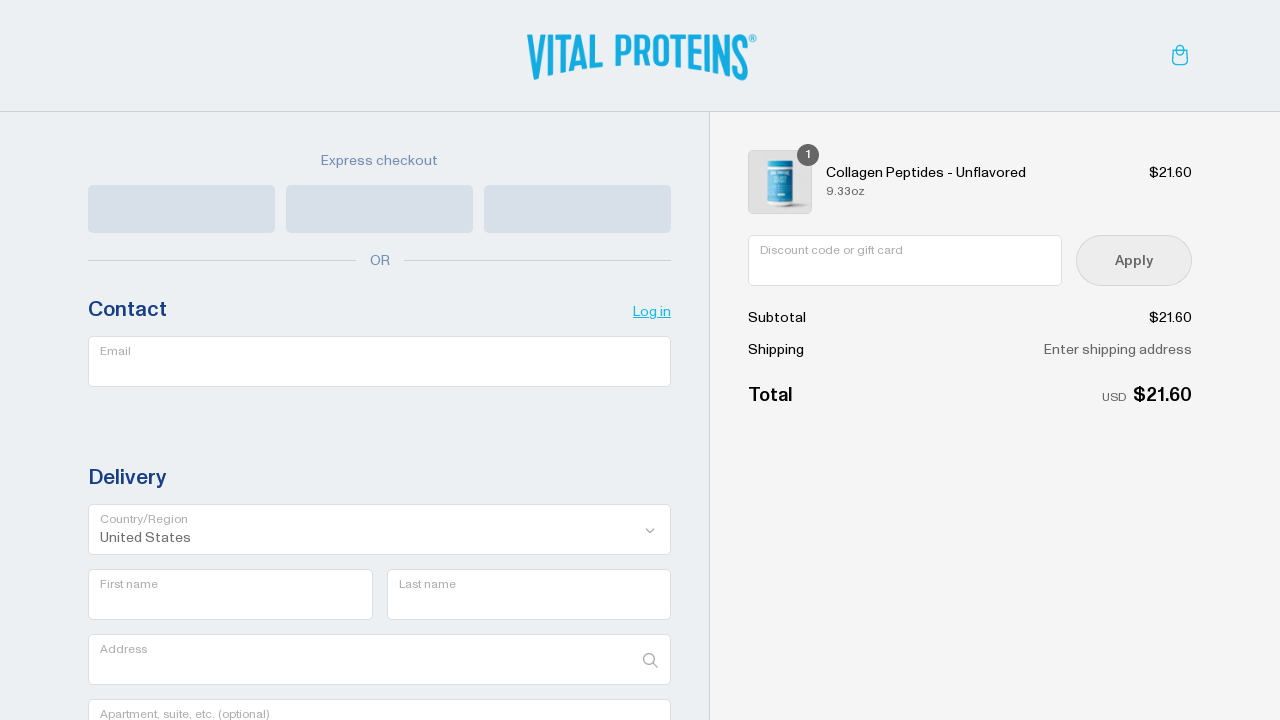 VITAL PROTEINS®
Express checkout
OR
Contact
Log in
Email
Delivery
Country/Region
United States
First name
Last name
Address
Apartment, suite, etc. (optional)
1
Collagen Peptides - Unflavored
$21.60
9.33oz
Discount code or gift card
Apply
Subtotal
$21.60
Shipping
Enter shipping address
Total
USD $21.60